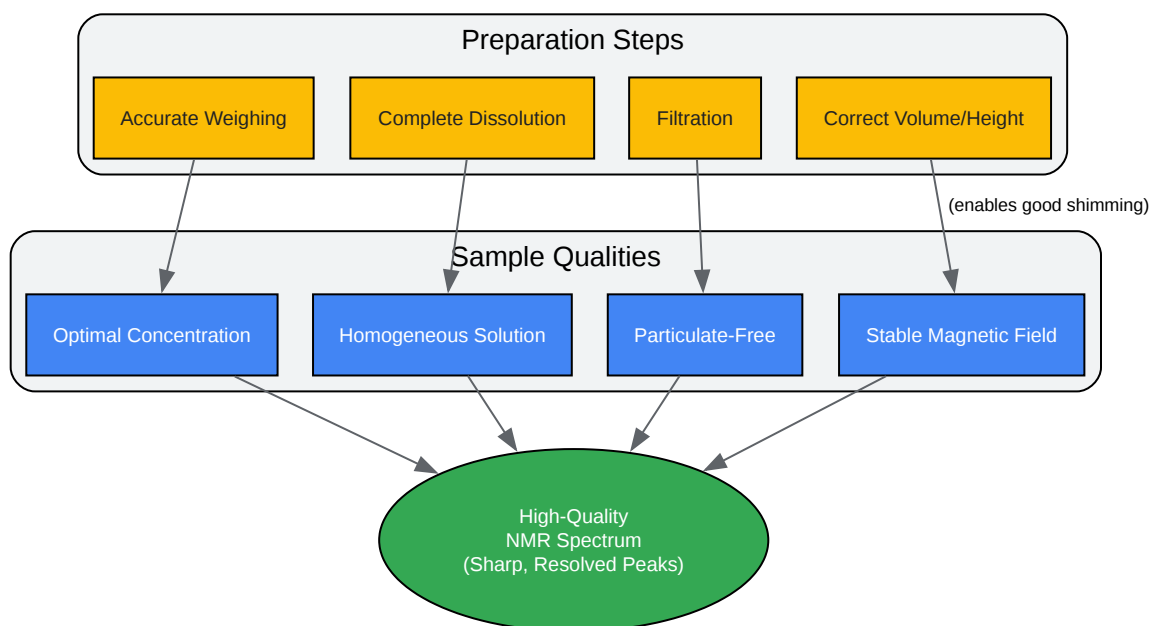 Preparation Steps
Accurate Weighing
Complete Dissolution
Filtration
Correct Volume/Height
(enables good shimming)
Sample Qualities
Optimal Concentration
Homogeneous Solution
Particulate-Free
Stable Magnetic Field
High-Quality
NMR Spectrum
(Sharp, Resolved Peaks)